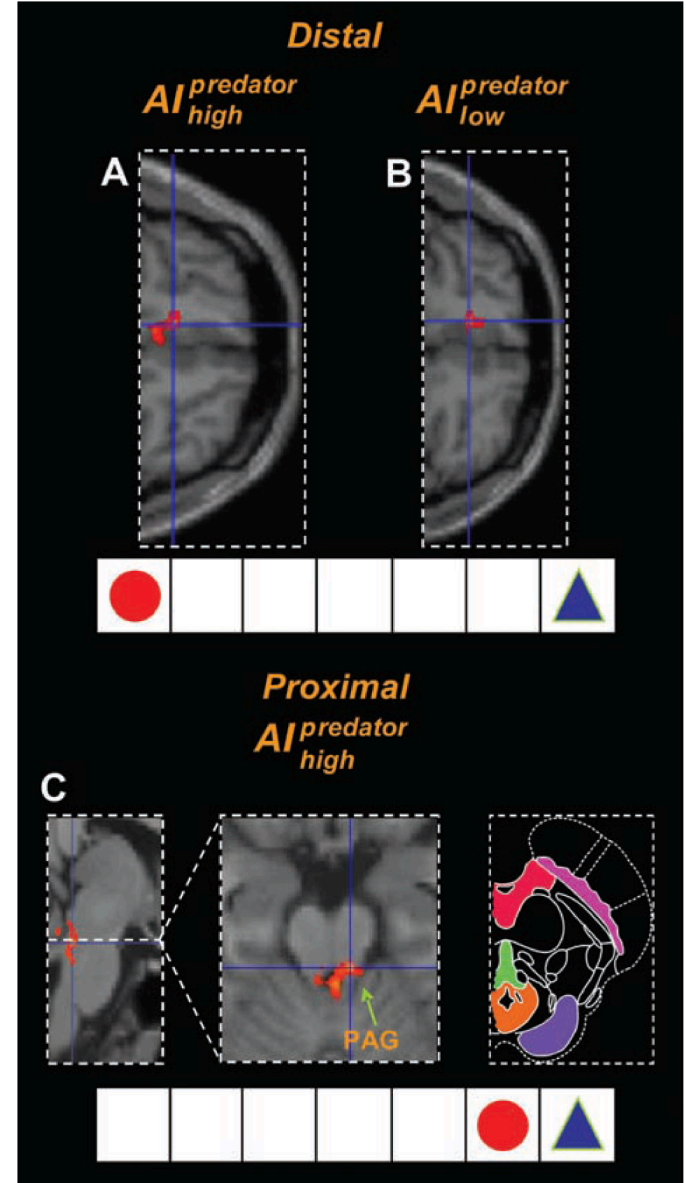 Distal
AI predator high
AI predator low
A
B
Proximal
AI predator high
C
PAG